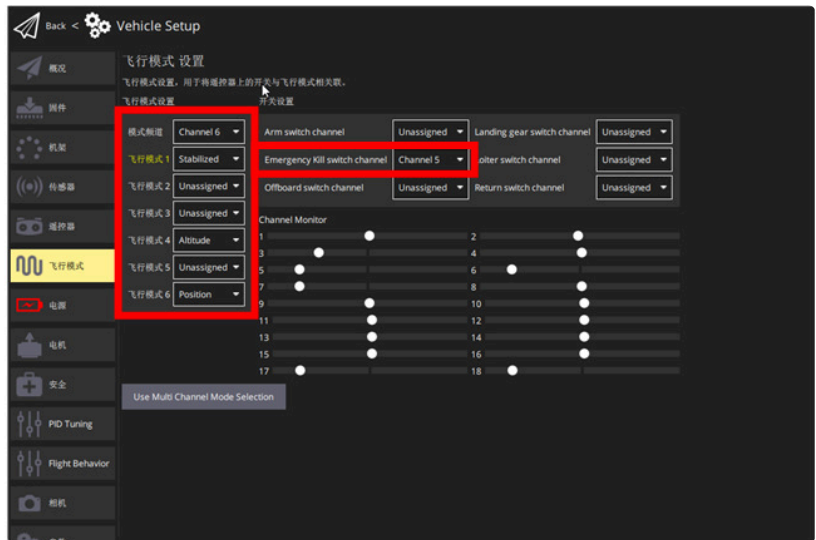 Back < Vehicle Setup
概况
固件
机架
传感器
遥控器
飞行模式
电源
电机
安全
PID Tuning
Flight Behavior
相机
飞行模式 设置
飞行模式设置,用于将遥控器上的开关与飞行模式相关联。
飞行模式设置
模式频道 Channel 6
飞行模式 1 Stabilized
飞行模式 2 Unassigned
飞行模式 3 Unassigned
飞行模式 4 Altitude
飞行模式 5 Unassigned
飞行模式 6 Position
开关设置
Arm switch channel Unassigned Landing gear switch channel Unassigned
Emergency Kill switch channel Channel 5 Loiter switch channel Unassigned
Offboard switch channel Unassigned Return switch channel Unassigned
Channel Monitor
1 2
3 4
5 6
7 8
9 10
11 12
13 14
15 16
17 18
Use Multi Channel Mode Selection